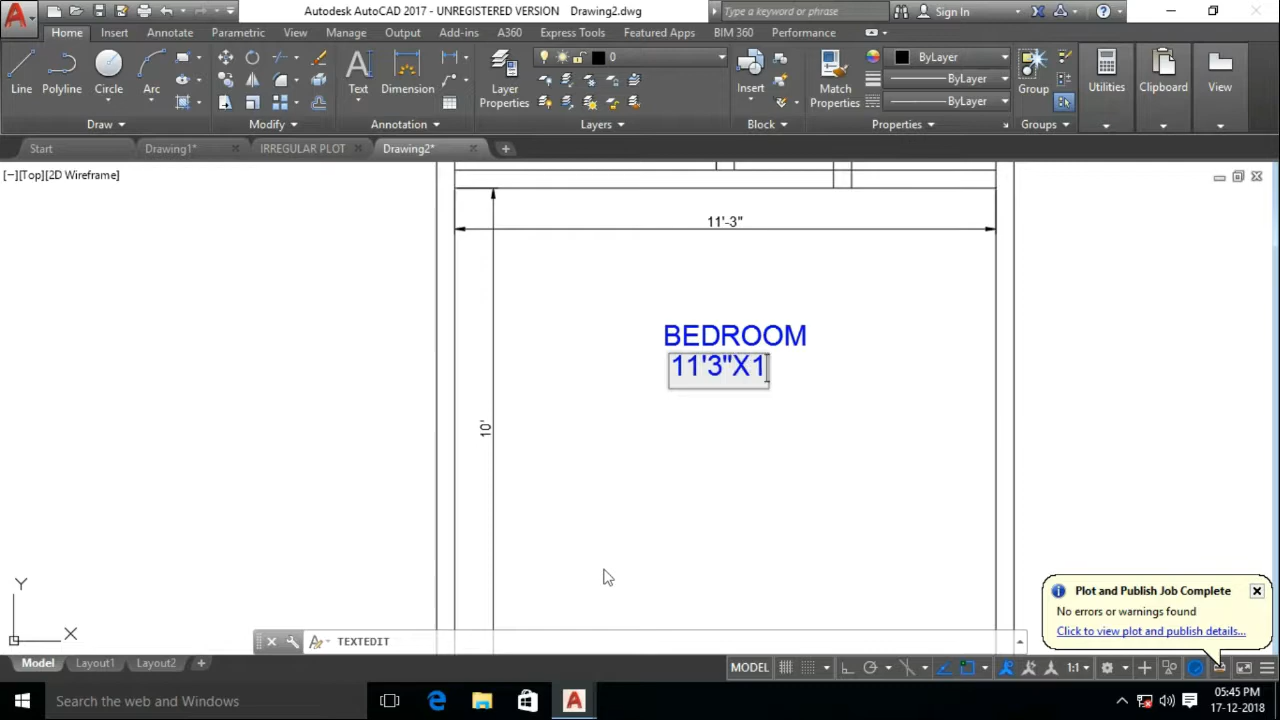 Autodesk AutoCAD 2017 - UNREGISTERED VERSION Drawing2.dwg
Type a keyword or phrase
Sign In
Home Insert Annotate Parametric View Manage Output Add-ins A360 Express Tools Featured Apps BIM 360 Performance
Line Polyline Circle Arc
Text Dimension
Layer Properties
0
Insert
Match Properties
ByLayer
ByLayer
ByLayer
Group
Utilities
Clipboard
View
Draw Modify Annotation Layers Block Properties Groups
Start Drawing1* IRREGULAR PLOT Drawing2*
[−][Top][2D Wireframe]
11'-3"
BEDROOM
11'3"X1
10'
Y
X
TEXTEDIT
Plot and Publish Job Complete
No errors or warnings found
Click to view plot and publish details...
Model Layout1 Layout2
MODEL
1:1
Search the web and Windows
05:45 PM
17-12-2018